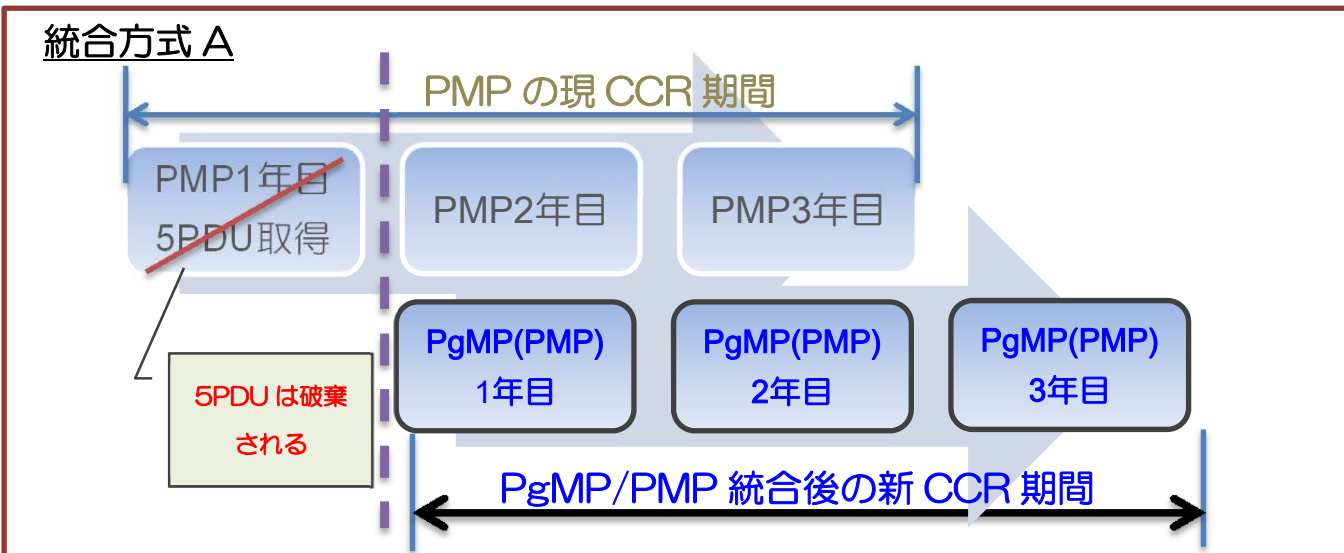 統合方式 A
PMP の現 CCR 期間
PMP1年目
5PDU取得
PMP2年目
PMP3年目
5PDU は破棄
される
PgMP(PMP)
1年目
PgMP(PMP)
2年目
PgMP(PMP)
3年目
PgMP/PMP 統合後の新 CCR 期間